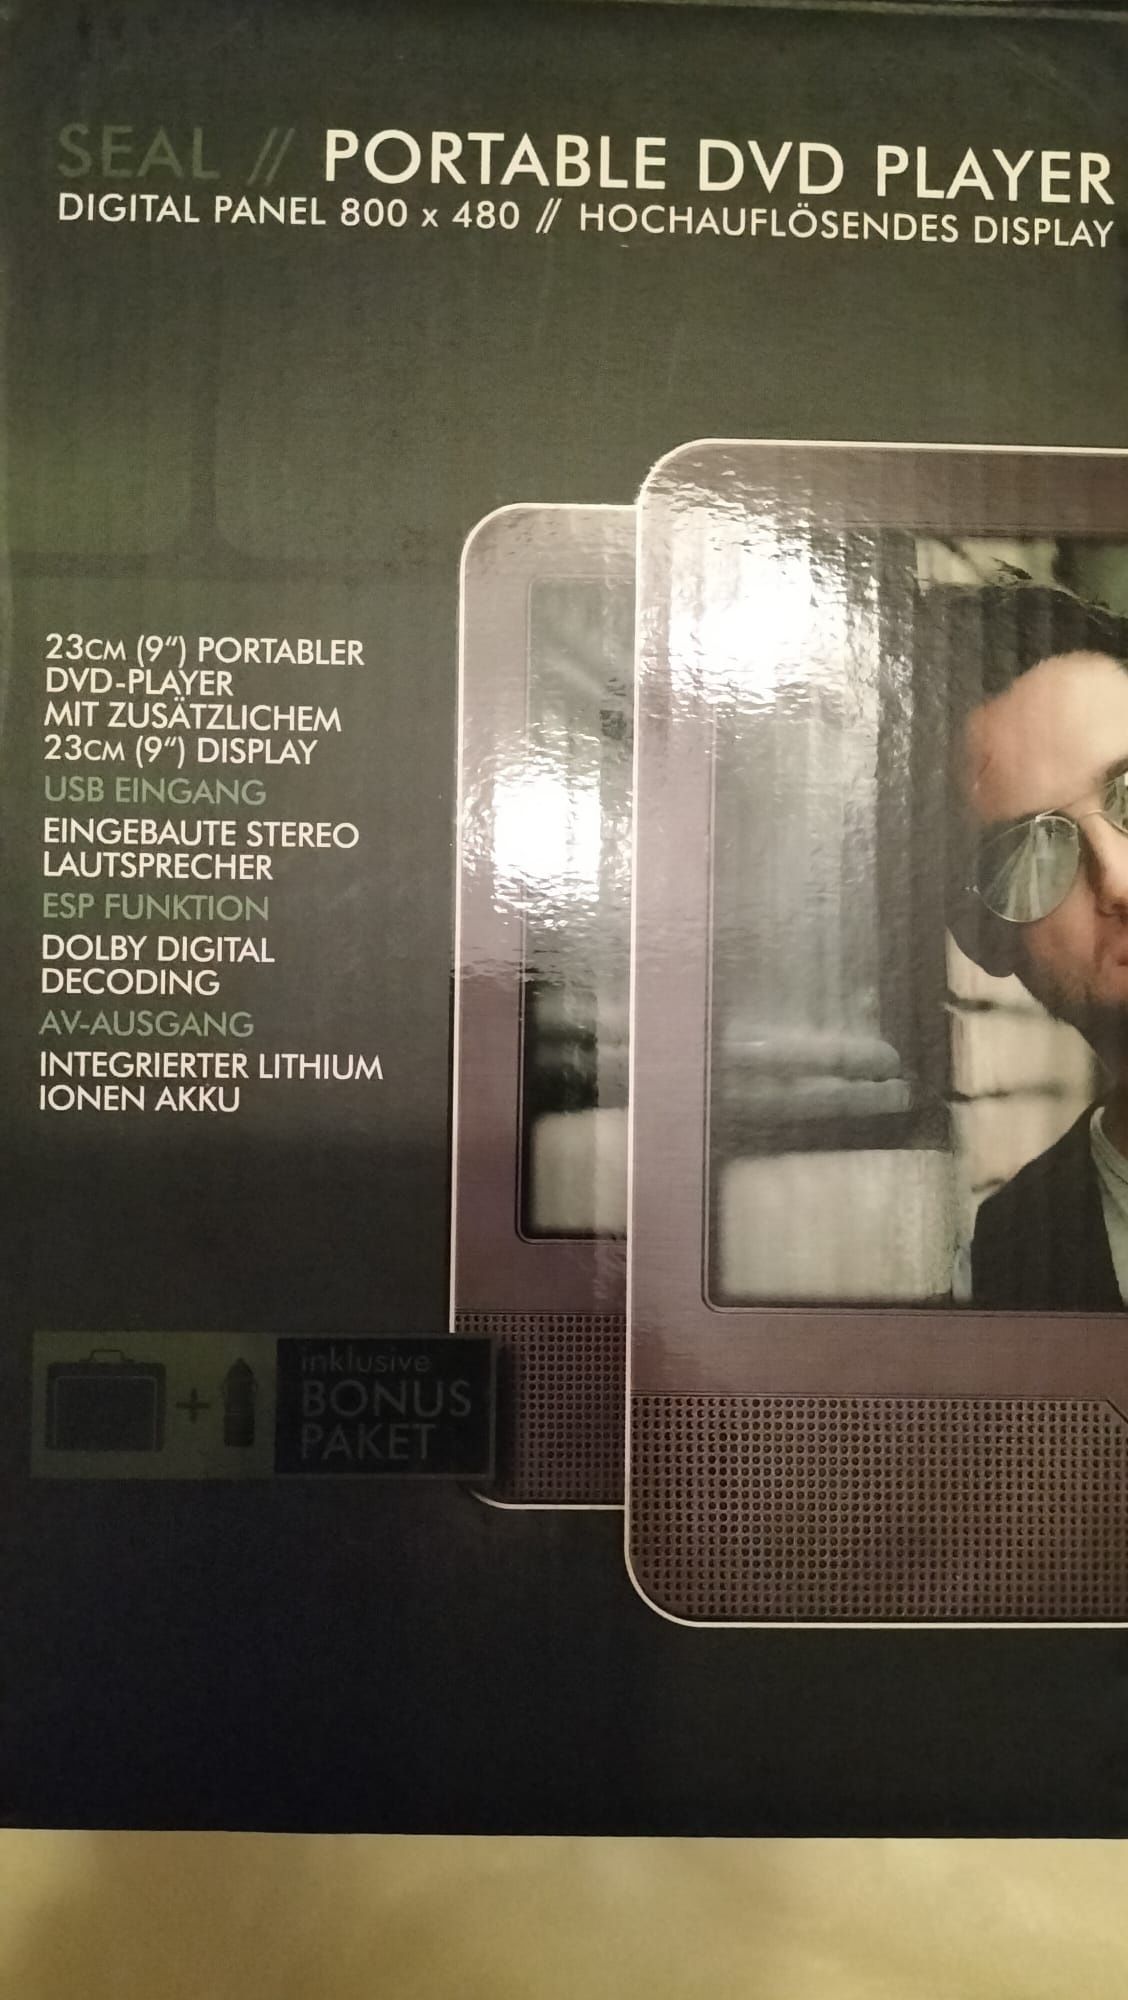 SEAL // PORTABLE DVD PLAYER
DIGITAL PANEL 800 x 480 // HOCHAUFLÖSENDES DISPLAY
23CM (9“) PORTABLER
DVD-PLAYER
MIT ZUSÄTZLICHEM
23CM (9“) DISPLAY
USB EINGANG
EINGEBAUTE STEREO
LAUTSPRECHER
ESP FUNKTION
DOLBY DIGITAL
DECODING
AV-AUSGANG
INTEGRIERTER LITHIUM
IONEN AKKU
+ inklusive
BONUS
PAKET